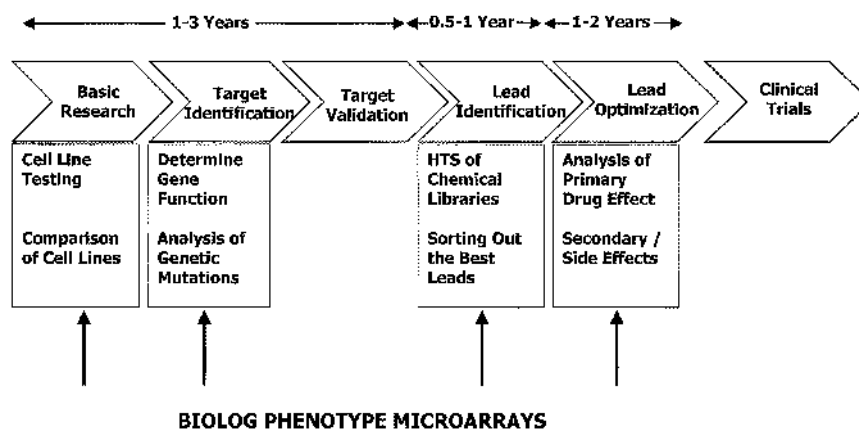 1-3 Years
0.5-1 Year
1-2 Years
Basic
Research
Target
Identification
Target
Validation
Lead
Identification
Lead
Optimization
Clinical
Trials
Cell Line
Testing
Comparison
of Cell Lines
Determine
Gene
Function
Analysis of
Genetic
Mutations
HTS of
Chemical
Libraries
Sorting Out
the Best
Leads
Analysis of
Primary
Drug Effect
Secondary /
Side Effects
BIOLOG PHENOTYPE MICROARRAYS